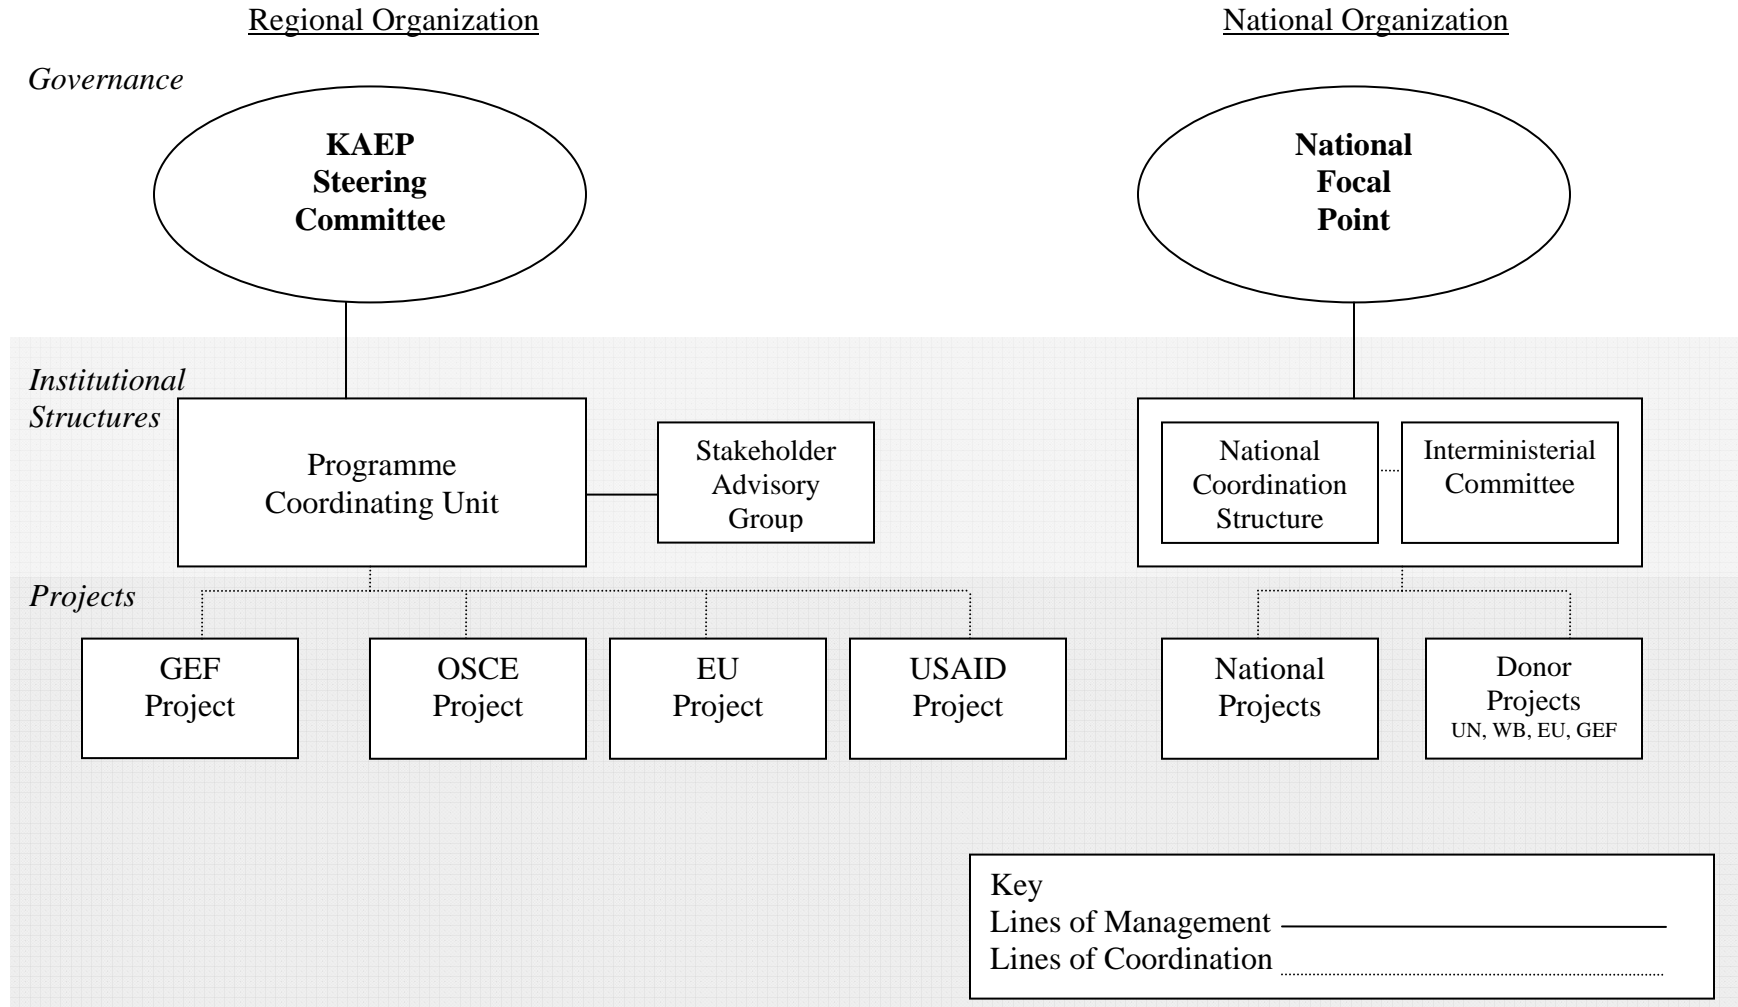 Regional Organization
National Organization
Governance
KAEP
Steering
Committee
National
Focal
Point
Institutional
Structures
Programme
Coordinating Unit
Stakeholder
Advisory
Group
National
Coordination
Structure
Interministerial
Committee
Projects
GEF
Project
OSCE
Project
EU
Project
USAID
Project
National
Projects
Donor
Projects
UN, WB, EU, GEF
Key
Lines of Management
Lines of Coordination